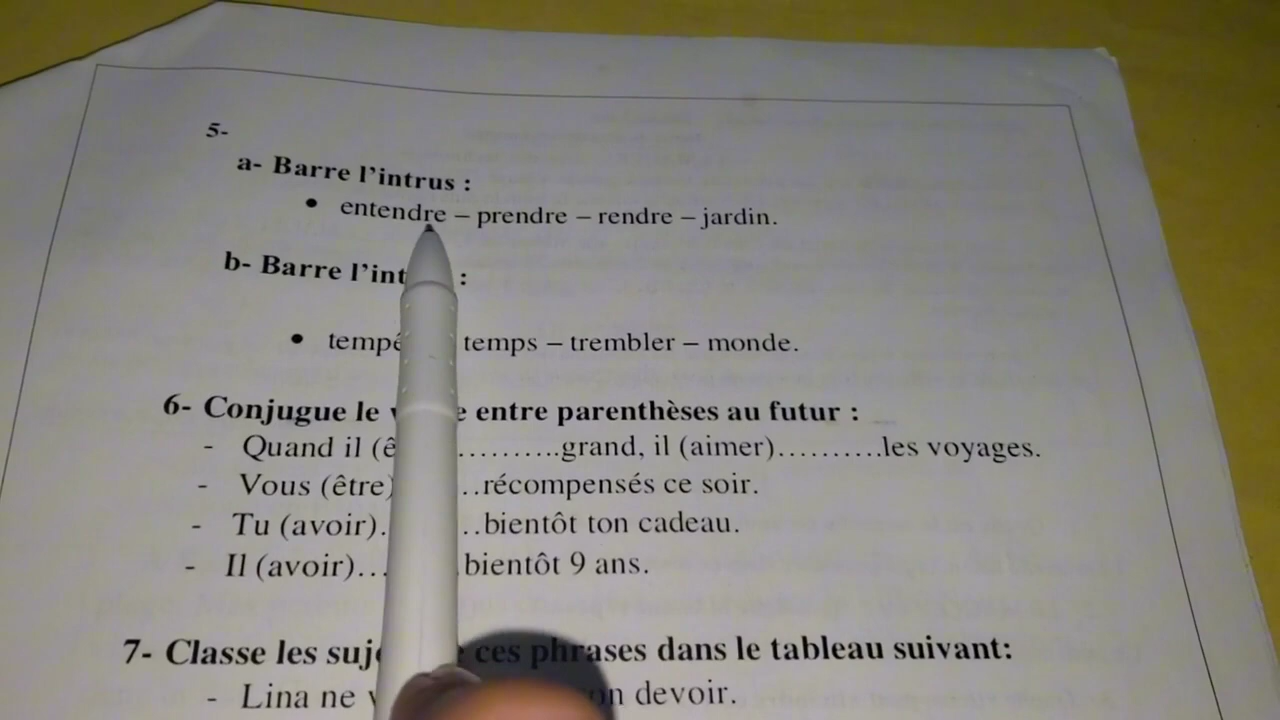 5-
a- Barre l'intrus :
• entendre – prendre – rendre – jardin.
b- Barre :
• temps – trembler – monde.
6- Conjugue le entre parenthèses au futur :
- Quand il ..........grand, il (aimer)..........les voyages.
- Vous (être) ..récompensés ce soir.
- Tu (avoir). ..bientôt ton cadeau.
- Il (avoir)... .bientôt 9 ans.
7- Classe les ces phrases dans le tableau suivant:
- Lina ne devoir.